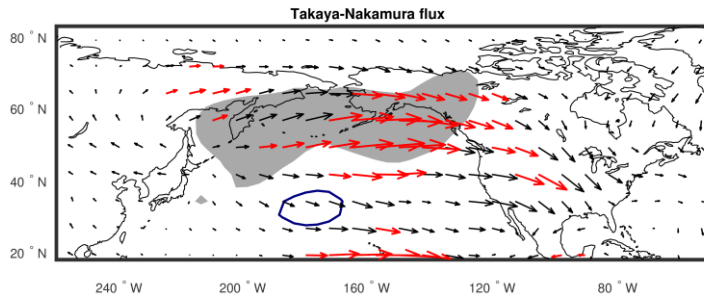 Takaya-Nakamura flux
80 ° N
60 ° N
40 ° N
20 ° N
240 ° W
200 ° W
160 ° W
120 ° W
80 ° W